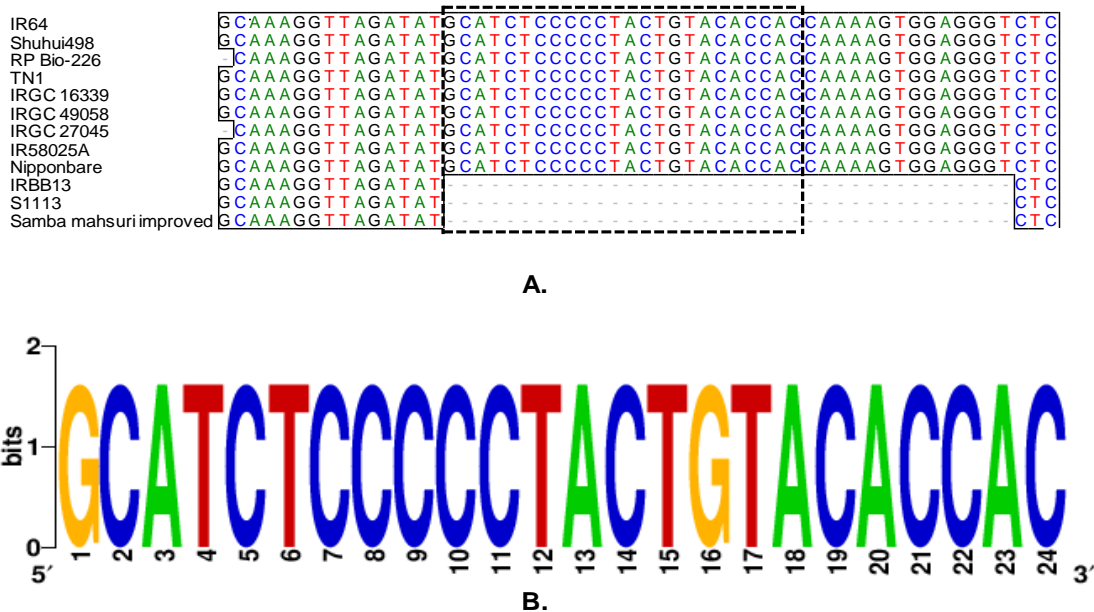 IR64 GCAAAGGTTAGATATGCATCTCCCCCTACTGTACACCACCAAAAGTGGAGGGTCTC
Shuhui498 GCAAAGGTTAGATATGCATCTCCCCCTACTGTACACCACCAAAAGTGGAGGGTCTC
RP Bio-226 -CAAAGGTTAGATATGCATCTCCCCCTACTGTACACCACCAAAAGTGGAGGGTCTC
TN1 GCAAAGGTTAGATATGCATCTCCCCCTACTGTACACCACCAAAAGTGGAGGGTCTC
IRGC 16339 GCAAAGGTTAGATATGCATCTCCCCCTACTGTACACCACCAAAAGTGGAGGGTCTC
IRGC 49058 GCAAAGGTTAGATATGCATCTCCCCCTACTGTACACCACCAAAAGTGGAGGGTCTC
IRGC 27045 -CAAAGGTTAGATATGCATCTCCCCCTACTGTACACCACCAAAAGTGGAGGGTCTC
IR58025A GCAAAGGTTAGATATGCATCTCCCCCTACTGTACACCACCAAAAGTGGAGGGTCTC
Nipponbare GCAAAGGTTAGATATGCATCTCCCCCTACTGTACACCACCAAAAGTGGAGGGTCTC
IRBB13 GCAAAGGTTAGATAT--------------------------------------CTC
S1113 GCAAAGGTTAGATAT--------------------------------------CTC
Samba mahsuri improved GCAAAGGTTAGATAT--------------------------------------CTC
A.
2
bits
1
0
GCATCTCCCCCTACTGTACACCAC
1 2 3 4 5 6 7 8 9 10 11 12 13 14 15 16 17 18 19 20 21 22 23 24
5′ 3′
B.